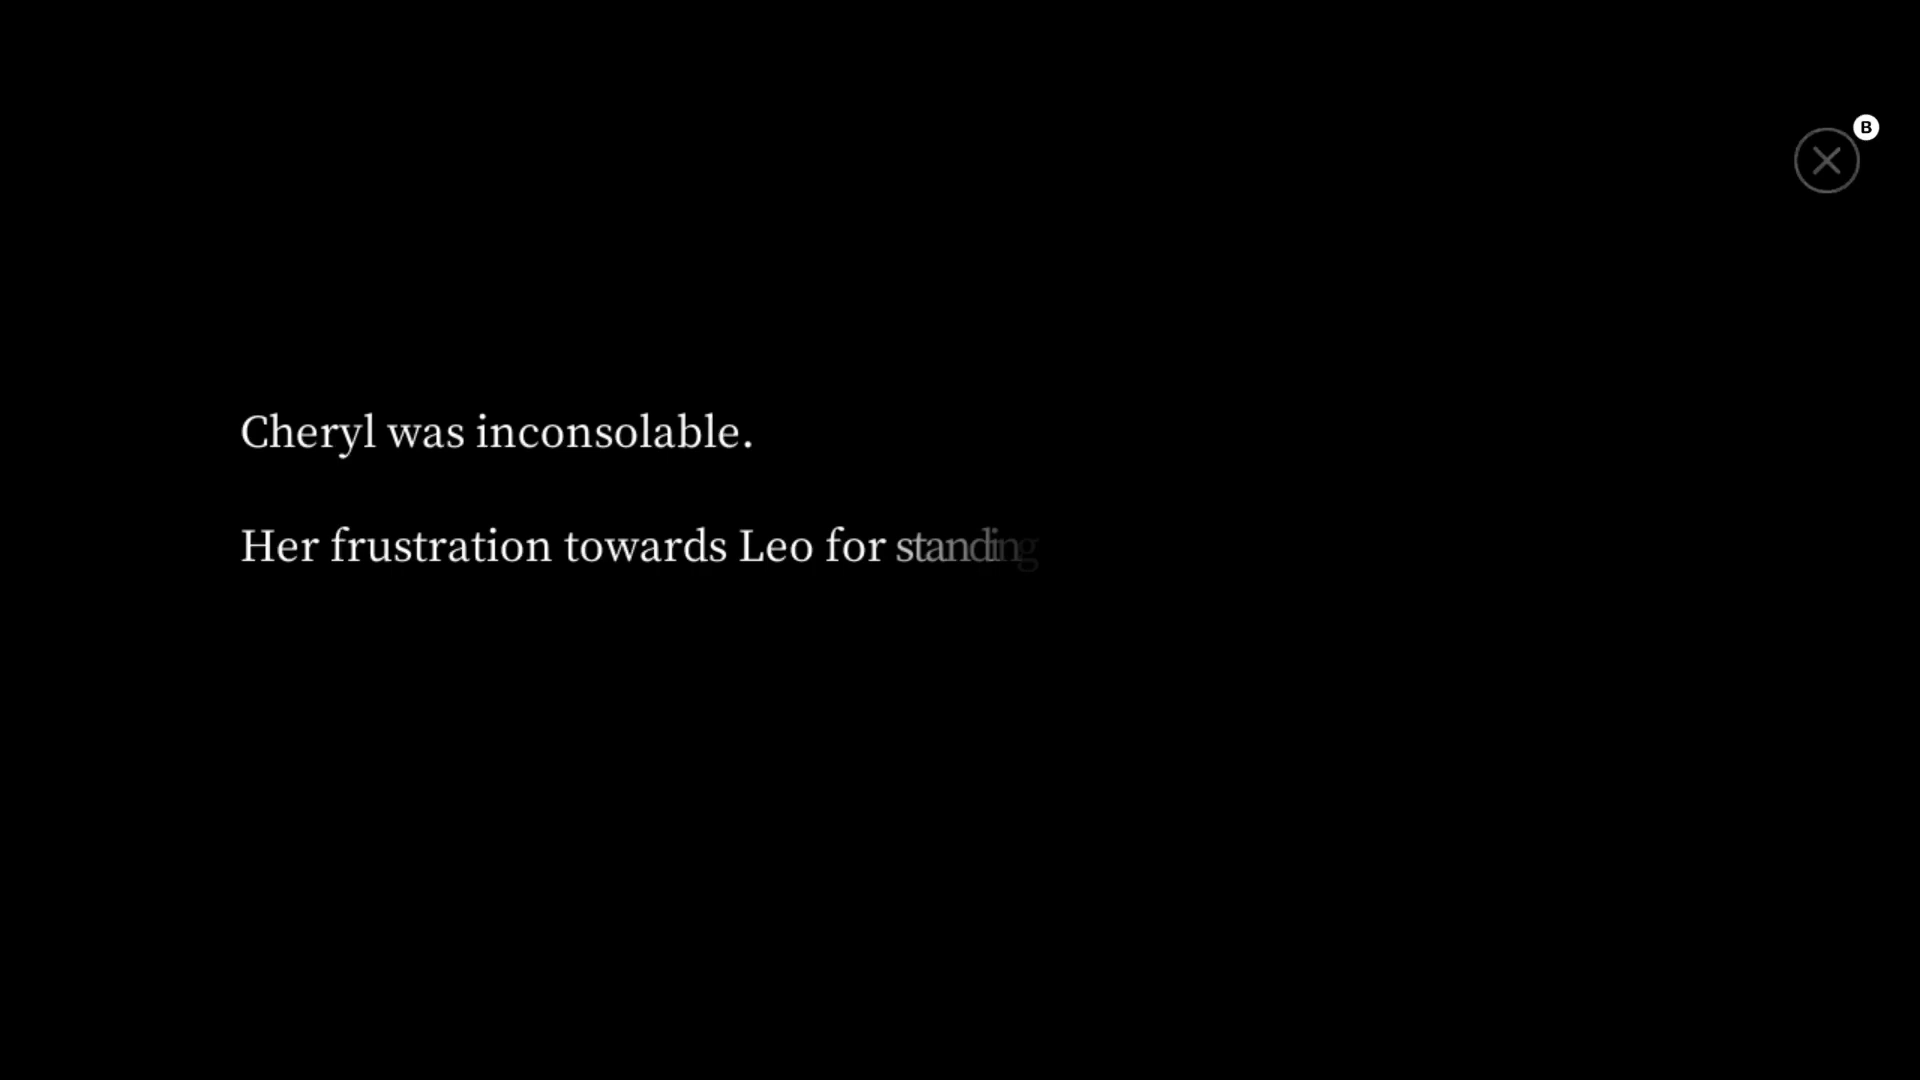 B
Cheryl was inconsolable.
Her frustration towards Leo for standing